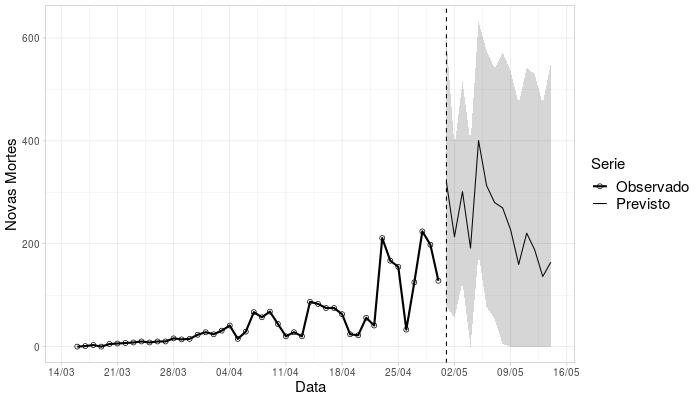 600
400
200
0
Novas Mortes
14/03 21/03 28/03 04/04 11/04 18/04 25/04 02/05 09/05 16/05
Data
Serie
Observado
Previsto